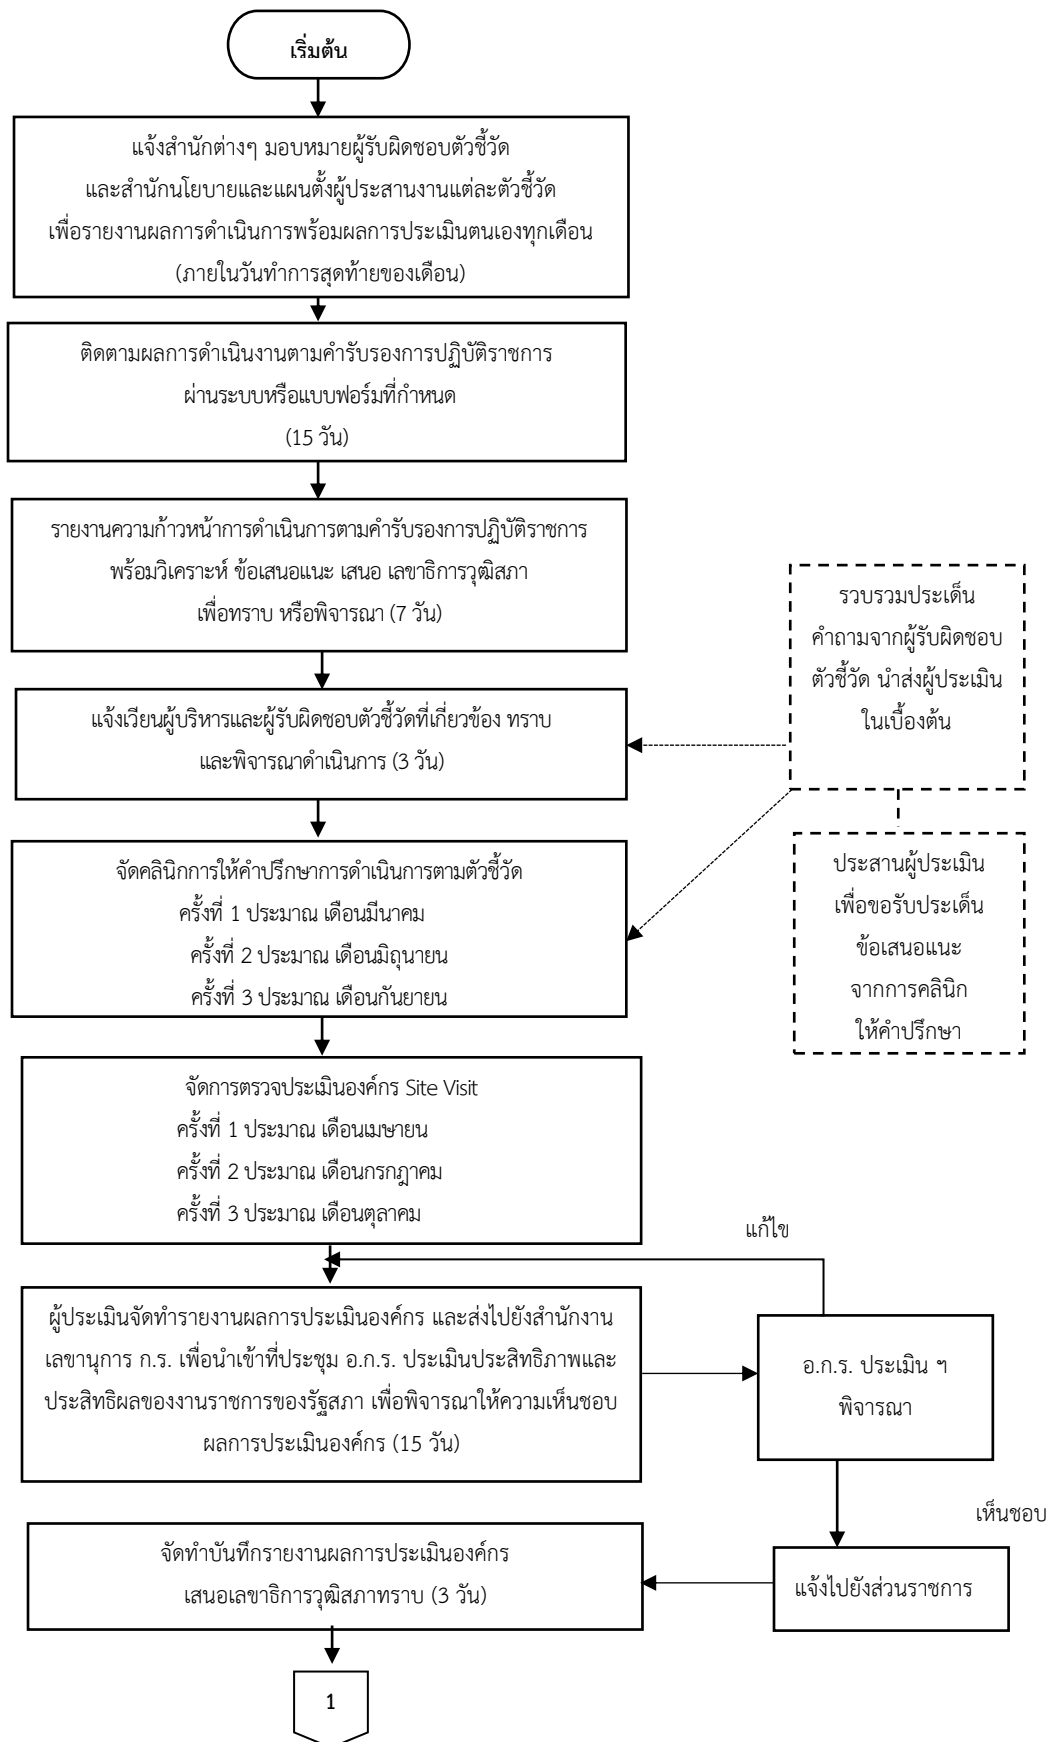 เริ่มต้น
แจ้งสำนักต่างๆ มอบหมายผู้รับผิดชอบตัวชี้วัด
และสำนักนโยบายและแผนตั้งผู้ประสานงานแต่ละตัวชี้วัด
เพื่อรายงานผลการดำเนินการพร้อมผลการประเมินตนเองทุกเดือน
(ภายในวันทำการสุดท้ายของเดือน)
ติดตามผลการดำเนินงานตามคำรับรองการปฏิบัติราชการ
ผ่านระบบหรือแบบฟอร์มที่กำหนด
(15 วัน)
รายงานความก้าวหน้าการดำเนินการตามคำรับรองการปฏิบัติราชการ
พร้อมวิเคราะห์ ข้อเสนอแนะ เสนอ เลขาธิการวุฒิสภา
เพื่อทราบ หรือพิจารณา (7 วัน)
รวบรวมประเด็น
คำถามจากผู้รับผิดชอบ
ตัวชี้วัด นำส่งผู้ประเมิน
ในเบื้องต้น
แจ้งเวียนผู้บริหารและผู้รับผิดชอบตัวชี้วัดที่เกี่ยวข้อง ทราบ
และพิจารณาดำเนินการ (3 วัน)
จัดคลินิกการให้คำปรึกษาการดำเนินการตามตัวชี้วัด
ครั้งที่ 1 ประมาณ เดือนมีนาคม
ครั้งที่ 2 ประมาณ เดือนมิถุนายน
ครั้งที่ 3 ประมาณ เดือนกันยายน
ประสานผู้ประเมิน
เพื่อขอรับประเด็น
ข้อเสนอแนะ
จากการคลินิก
ให้คำปรึกษา
จัดการตรวจประเมินองค์กร Site Visit
ครั้งที่ 1 ประมาณ เดือนเมษายน
ครั้งที่ 2 ประมาณ เดือนกรกฎาคม
ครั้งที่ 3 ประมาณ เดือนตุลาคม
แก้ไข
ผู้ประเมินจัดทำรายงานผลการประเมินองค์กร และส่งไปยังสำนักงาน
เลขานุการ ก.ร. เพื่อนำเข้าที่ประชุม อ.ก.ร. ประเมินประสิทธิภาพและ
ประสิทธิผลของงานราชการของรัฐสภา เพื่อพิจารณาให้ความเห็นชอบ
ผลการประเมินองค์กร (15 วัน)
อ.ก.ร. ประเมิน ฯ
พิจารณา
เห็นชอบ
แจ้งไปยังส่วนราชการ
จัดทำบันทึกรายงานผลการประเมินองค์กร
เสนอเลขาธิการวุฒิสภาทราบ (3 วัน)
1